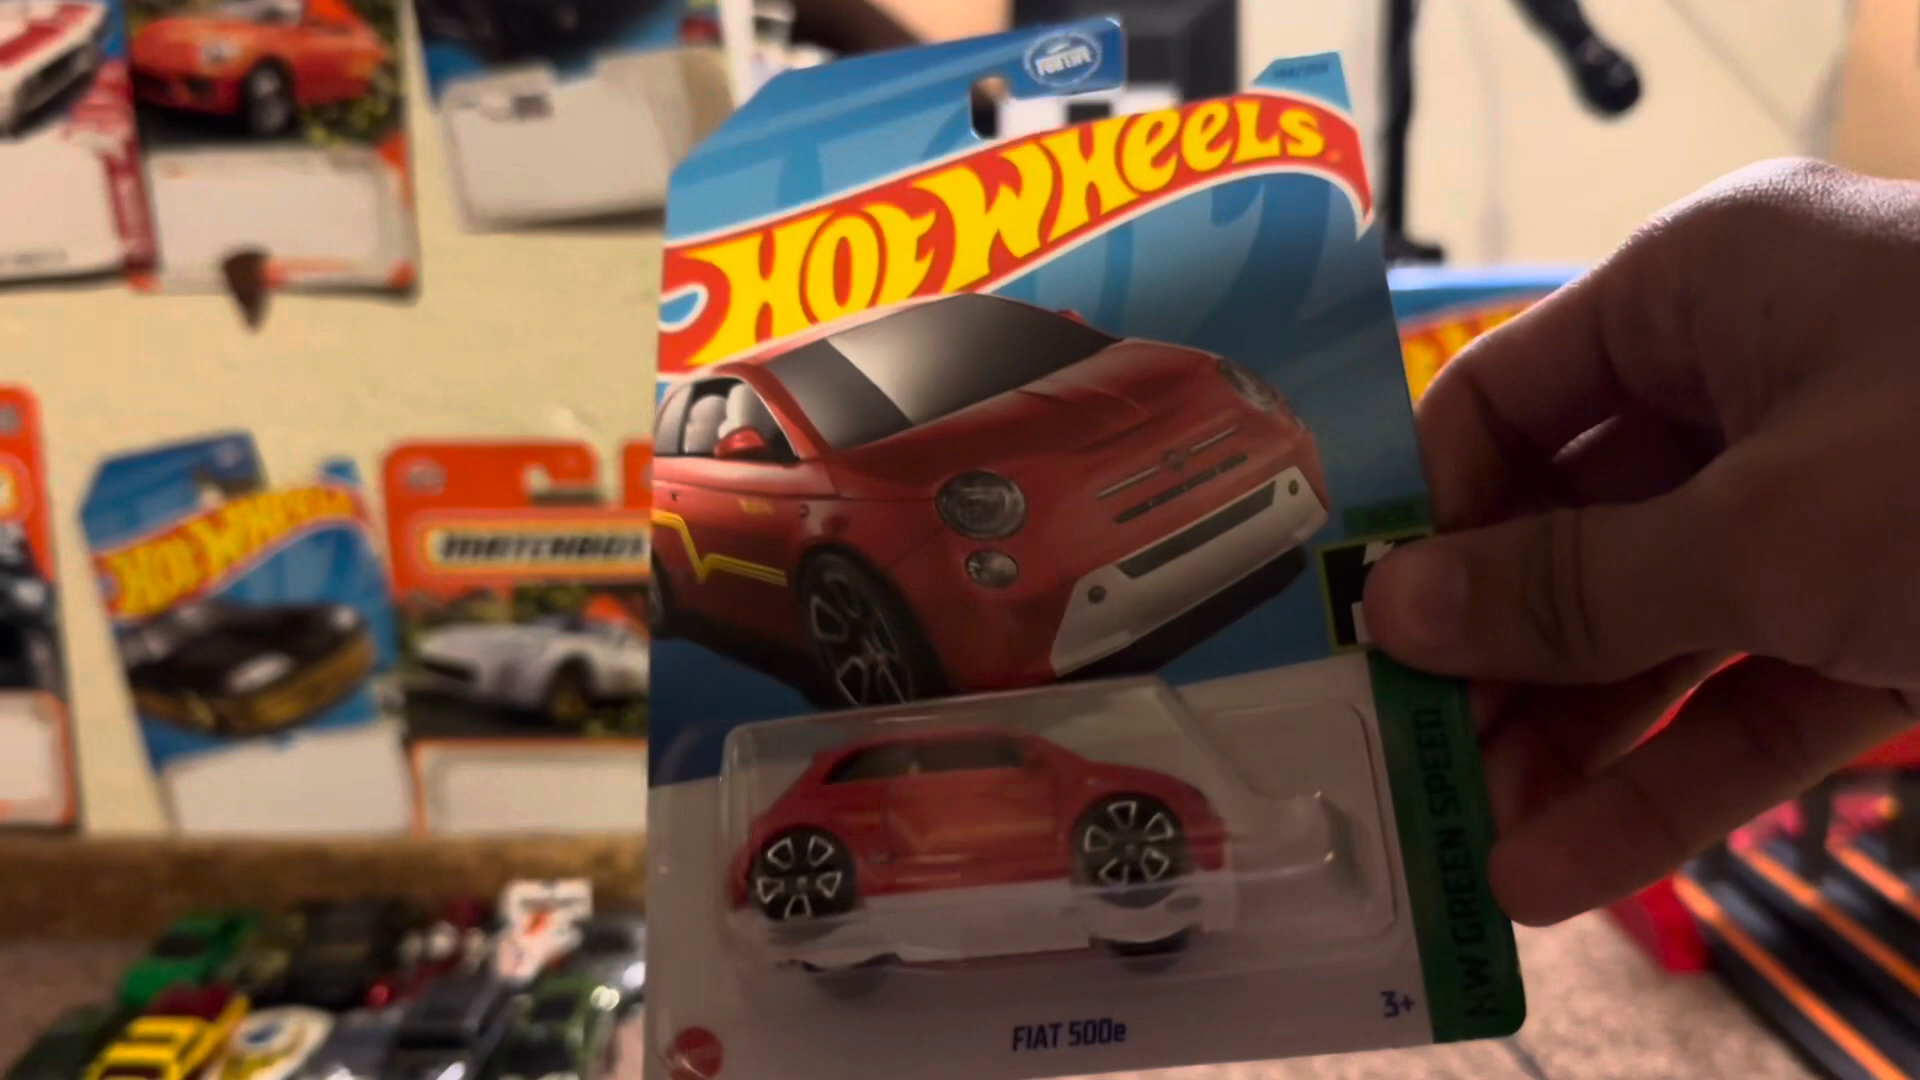 HOT WHEELS
HOT WHEELS
MATCHBOX
HW GREEN SPEED
3+
FIAT 500e